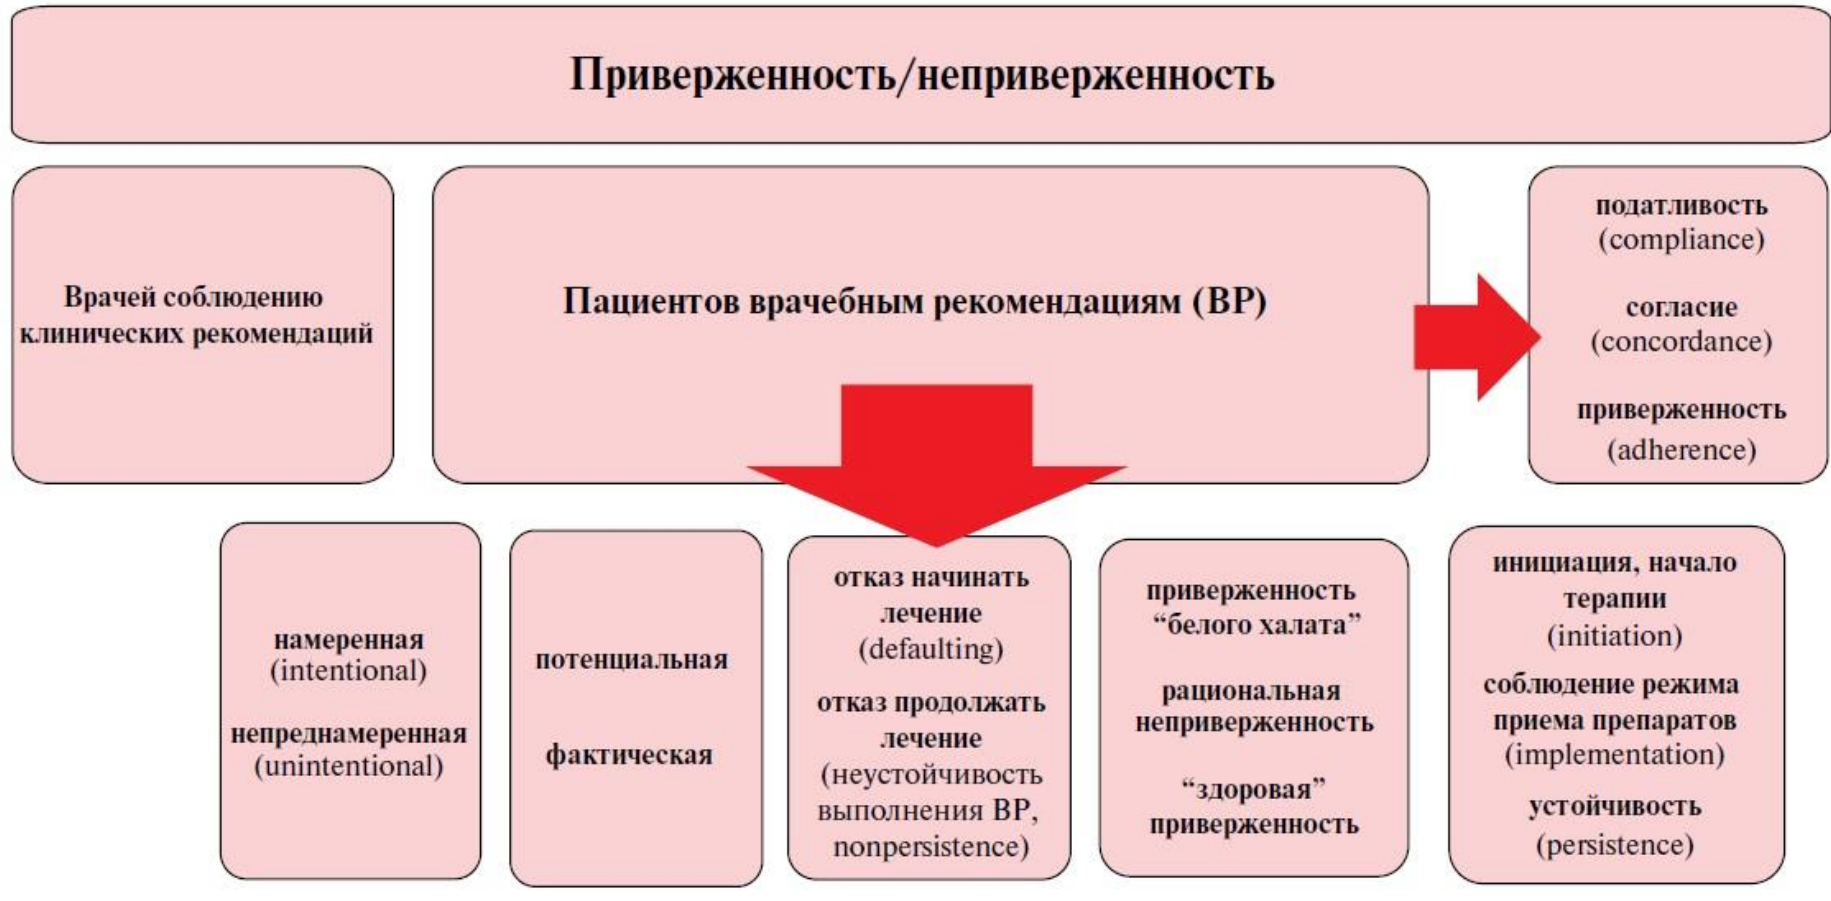 Приверженность/неприверженность
Врачей соблюдению
клинических рекомендаций
Пациентов врачебным рекомендациям (ВР)
податливость
(compliance)
согласие
(concordance)
приверженность
(adherence)
намеренная
(intentional)
непреднамеренная
(unintentional)
потенциальная
фактическая
отказ начинать
лечение
(defaulting)
отказ продолжать
лечение
(неустойчивость
выполнения ВР,
nonpersistence)
приверженность
“белого халата”
рациональная
неприверженность
“здоровая”
приверженность
инициация, начало
терапии
(initiation)
соблюдение режима
приема препаратов
(implementation)
устойчивость
(persistence)